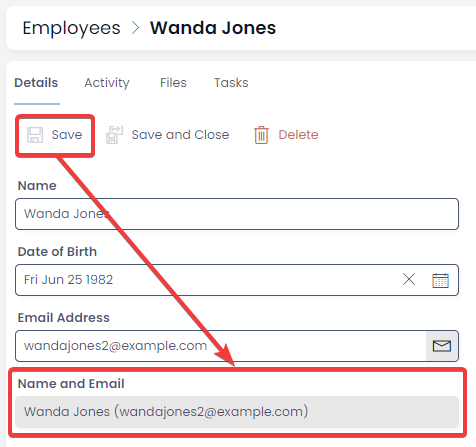 Employees > Wanda Jones
Details Activity Files Tasks
Save Save and Close Delete
Name
Wanda Jones
Date of Birth
Fri Jun 25 1982
Email Address
wandajones2@example.com
Name and Email
Wanda Jones (wandajones2@example.com)